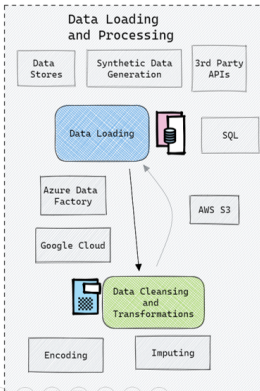 Data Loading
and Processing
Data
Stores
Synthetic Data
Generation
3rd Party
APIs
Data Loading
SQL
Azure Data
Factory
AWS S3
Google Cloud
Data Cleansing
and
Transformations
Encoding
Imputing